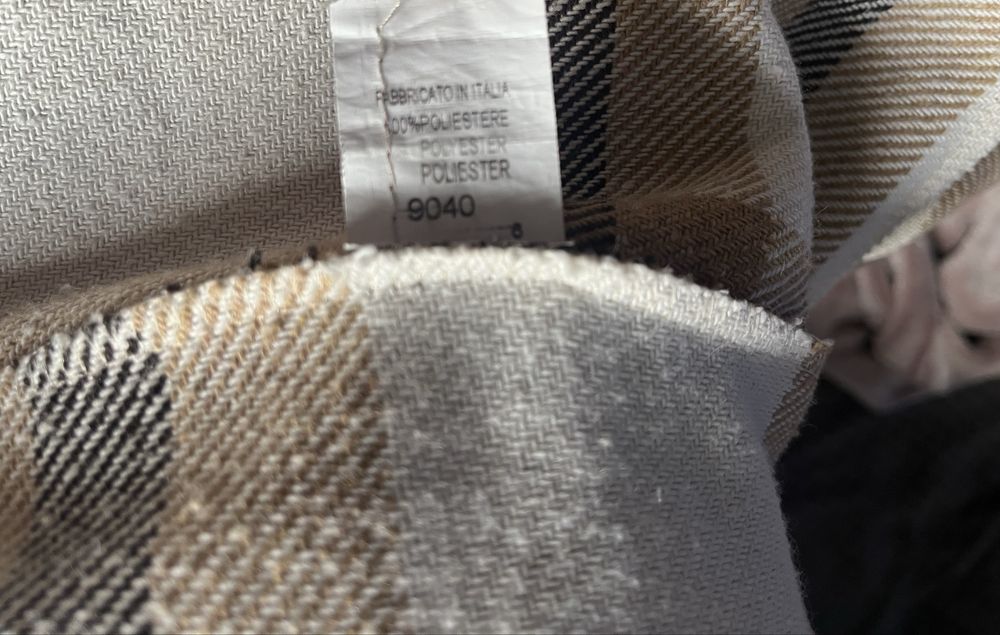 FABBRICATO IN ITALIA
100%POLIESTERE
POLYESTER
POLIESTER
9040